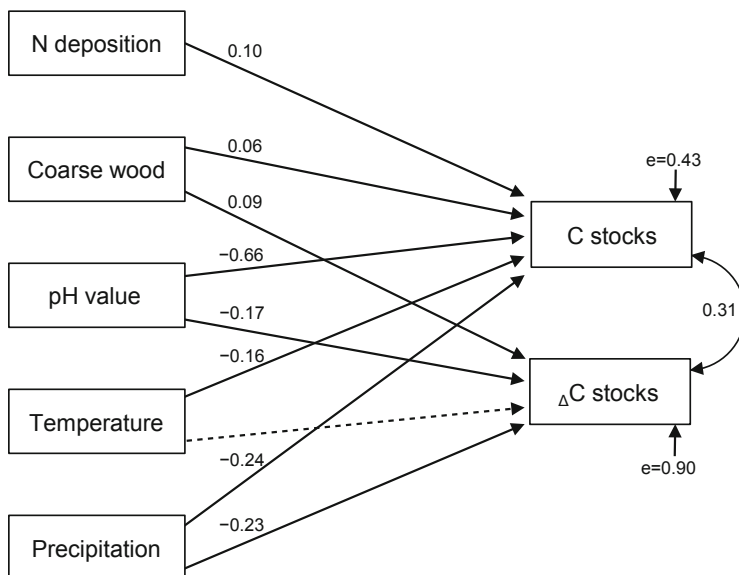 N deposition
0.10
Coarse wood
0.06
0.09
e=0.43
C stocks
pH value
−0.66
−0.17
0.31
−0.16
Temperature
ΔC stocks
−0.24
e=0.90
−0.23
Precipitation